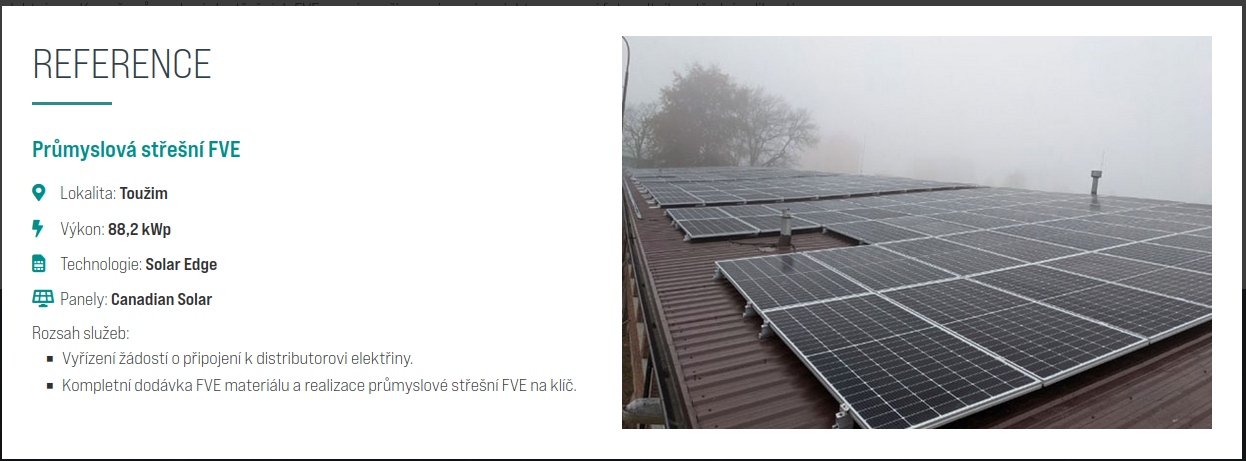 REFERENCE
Průmyslová střešní FVE
Lokalita: Toužim
Výkon: 88,2 kWp
Technologie: Solar Edge
Panely: Canadian Solar
Rozsah služeb:
Vyřízení žádostí o připojení k distributorovi elektřiny.
Kompletní dodávka FVE materiálu a realizace průmyslové střešní FVE na klíč.